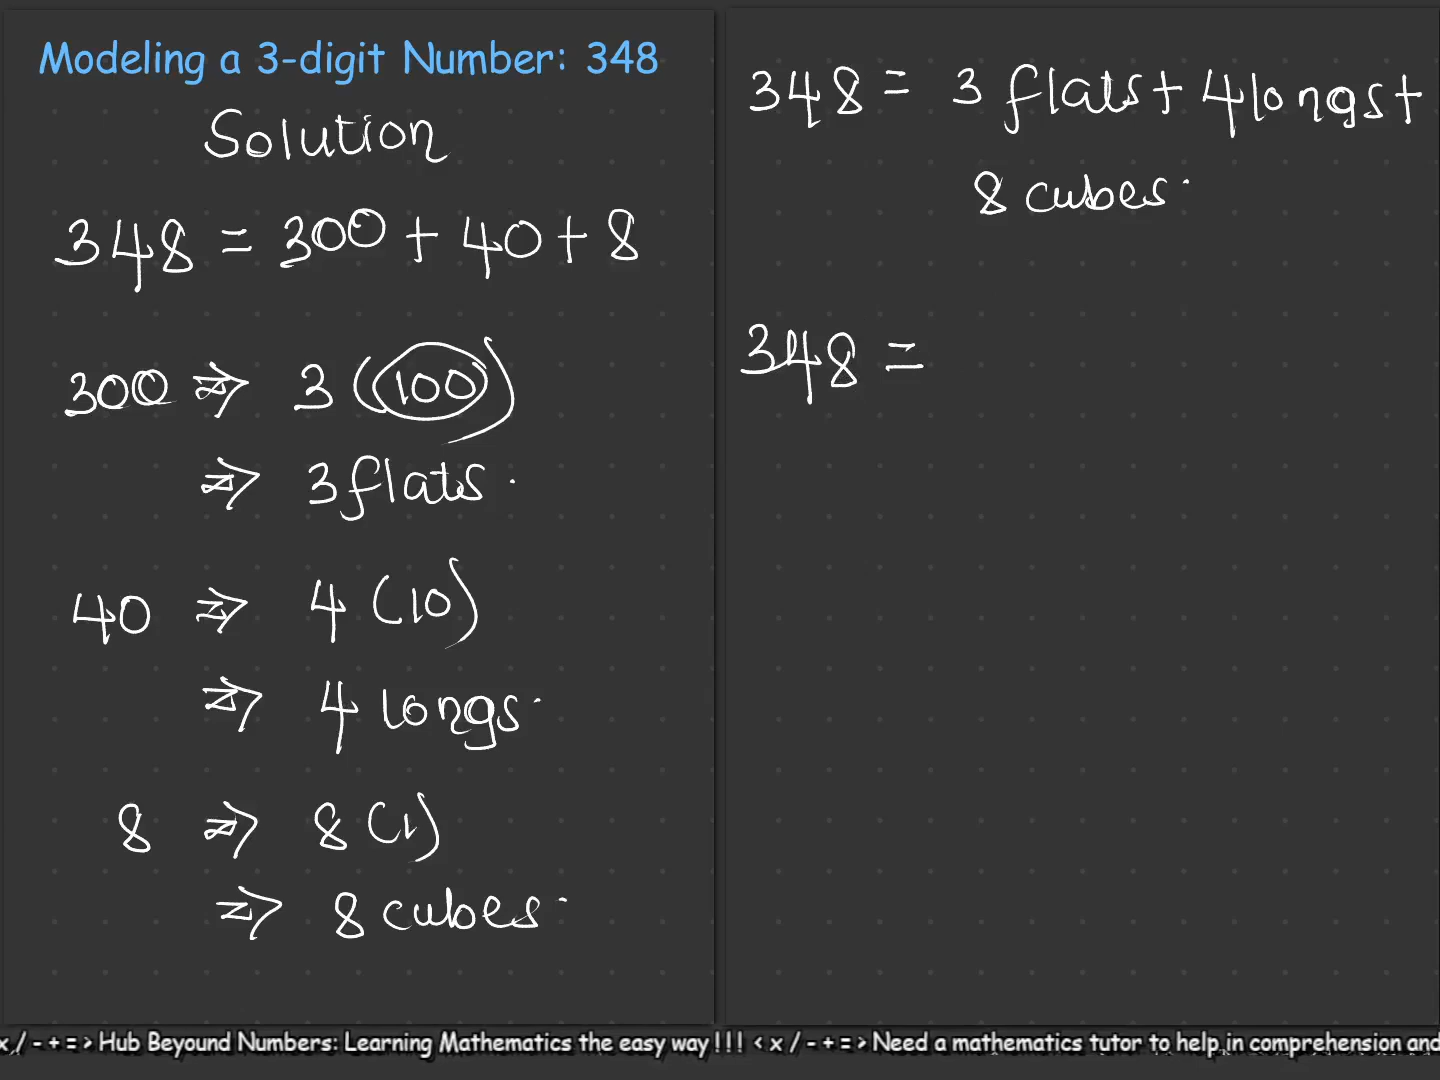 Modeling a 3-digit Number: 348
Solution
348 = 300 + 40 + 8
300 ⇒ 3 (100)
⇒ 3 flats.
40 ⇒ 4 (10)
⇒ 4 longs.
8 ⇒ 8 (1)
⇒ 8 cubes.
348 = 3 flats + 4 longs +
8 cubes.
348 =
x / - + = > Hub Beyound Numbers: Learning Mathematics the easy way ! ! ! < x / - + = > Need a mathematics tutor to help in comprehension and